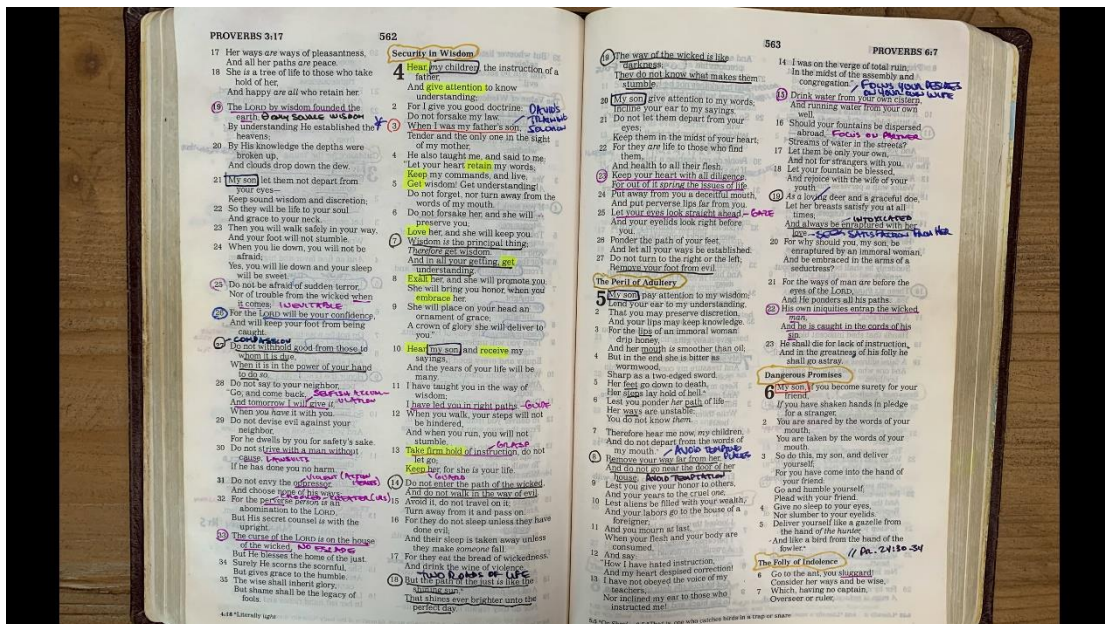 PROVERBS 3:17
562
17 Her ways are ways of pleasantness,
And all her paths are peace.
18 She is a tree of life to those who take
hold of her,
And happy are all who retain her.
19 The LORD by wisdom founded the
earth;
By understanding He established the
heavens;
20 By His knowledge the depths were
broken up,
And clouds drop down the dew.
21 My son, let them not depart from
your eyes—
Keep sound wisdom and discretion;
22 So they will be life to your soul
And grace to your neck.
23 Then you will walk safely in your way,
And your foot will not stumble.
24 When you lie down, you will not be
afraid;
Yes, you will lie down and your sleep
will be sweet.
25 Do not be afraid of sudden terror,
Nor of trouble from the wicked when
it comes; INEVITABLE
26 For the LORD will be your confidence,
And will keep your foot from being
caught.
COMPASSION
27 Do not withhold good from those to
whom it is due,
When it is in the power of your hand
to do so.
28 Do not say to your neighbor,
"Go, and come back,
And tomorrow I will give it,"
When you have it with you.
29 Do not devise evil against your
neighbor,
For he dwells by you for safety's sake.
30 Do not strive with a man without
cause, LAWSUITS
If he has done you no harm.
31 Do not envy the oppressor, VIOLENT
And choose none of his ways;
32 For the perverse person is an
abomination to the LORD,
But His secret counsel is with the
upright.
33 The curse of the LORD is on the house
of the wicked, NO ESCAPE
But He blesses the home of the just.
34 Surely He scorns the scornful,
But gives grace to the humble.
35 The wise shall inherit glory,
But shame shall be the legacy of
fools.
Security in Wisdom
4 Hear, my children, the instruction of a
father,
And give attention to know
understanding;
2 For I give you good doctrine:
Do not forsake my law.
DAVID'S TRAINING SOLOMON
3 When I was my father's son,
Tender and the only one in the sight
of my mother,
4 He also taught me, and said to me:
"Let your heart retain my words;
Keep my commands, and live.
5 Get wisdom! Get understanding!
Do not forget, nor turn away from the
words of my mouth.
6 Do not forsake her, and she will
preserve you;
Love her, and she will keep you.
7 Wisdom is the principal thing;
Therefore get wisdom.
And in all your getting, get
understanding.
8 Exalt her, and she will promote you;
She will bring you honor, when you
embrace her.
9 She will place on your head an
ornament of grace;
A crown of glory she will deliver to
you."
10 Hear, my son, and receive my
sayings,
And the years of your life will be
many.
11 I have taught you in the way of
wisdom;
I have led you in right paths. – GUIDE
12 When you walk, your steps will not
be hindered,
And when you run, you will not
stumble.
– GRASP
13 Take firm hold of instruction, do not
let go;
Keep her, for she is your life.
GUARD
14 Do not enter the path of the wicked,
And do not walk in the way of evil.
15 Avoid it, do not travel on it;
Turn away from it and pass on.
16 For they do not sleep unless they have
done evil;
And their sleep is taken away unless
they make someone fall.
17 For they eat the bread of wickedness,
And drink the wine of violence.
TWO ROADS OF LIFE
18 But the path of the just is like the
shining sun,
That shines ever brighter unto the
perfect day.
563
PROVERBS 6:7
19 The way of the wicked is like
darkness;
They do not know what makes them
stumble.
20 My son, give attention to my words;
Incline your ear to my sayings.
21 Do not let them depart from your
eyes;
Keep them in the midst of your heart;
22 For they are life to those who find
them,
And health to all their flesh.
23 Keep your heart with all diligence,
For out of it spring the issues of life.
24 Put away from you a deceitful mouth,
And put perverse lips far from you.
25 Let your eyes look straight ahead, – GAZE
And your eyelids look right before
you.
26 Ponder the path of your feet,
And let all your ways be established.
27 Do not turn to the right or the left;
Remove your foot from evil.
The Peril of Adultery
5 My son, pay attention to my wisdom;
Lend your ear to my understanding,
2 That you may preserve discretion,
And your lips may keep knowledge.
3 For the lips of an immoral woman
drip honey,
And her mouth is smoother than oil;
4 But in the end she is bitter as
wormwood,
Sharp as a two-edged sword.
5 Her feet go down to death,
Her steps lay hold of hell.
6 Lest you ponder her path of life—
Her ways are unstable;
You do not know them.
7 Therefore hear me now, my children,
And do not depart from the words of
my mouth.
AVOID TEMPTING PLACES
8 Remove your way far from her,
And do not go near the door of her
house, AVOID TEMPTATION
9 Lest you give your honor to others,
And your years to the cruel one;
10 Lest aliens be filled with your wealth,
And your labors go to the house of a
foreigner;
11 And you mourn at last,
When your flesh and your body are
consumed,
12 And say:
"How I have hated instruction,
And my heart despised correction!
13 I have not obeyed the voice of my
teachers,
Nor inclined my ear to those who
instructed me!
14 I was on the verge of total ruin,
In the midst of the assembly and
congregation."
FOCUS YOUR DESIRES ON YOUR OWN WIFE
15 Drink water from your own cistern,
And running water from your own
well.
16 Should your fountains be dispersed
abroad, FOCUS ON PARTNER
Streams of water in the streets?
17 Let them be only your own,
And not for strangers with you.
18 Let your fountain be blessed,
And rejoice with the wife of your
youth.
19 As a loving deer and a graceful doe,
Let her breasts satisfy you at all
times;
– INTOXICATED
And always be enraptured with her
love. – SEEK SATISFACTION FROM HER
20 For why should you, my son, be
enraptured by an immoral woman,
And be embraced in the arms of a
seductress?
21 For the ways of man are before the
eyes of the LORD,
And He ponders all his paths.
22 His own iniquities entrap the wicked
man,
And he is caught in the cords of his
sin.
23 He shall die for lack of instruction,
And in the greatness of his folly he
shall go astray.
Dangerous Promises
6 My son, if you become surety for your
friend,
If you have shaken hands in pledge
for a stranger,
2 You are snared by the words of your
mouth;
You are taken by the words of your
mouth.
3 So do this, my son, and deliver
yourself;
For you have come into the hand of
your friend:
Go and humble yourself;
Plead with your friend.
4 Give no sleep to your eyes,
Nor slumber to your eyelids.
5 Deliver yourself like a gazelle from
the hand of the hunter,
And like a bird from the hand of the
fowler.
// PR. 24:30-34
The Folly of Indolence
6 Go to the ant, you sluggard!
Consider her ways and be wise,
7 Which, having no captain,
Overseer or ruler,